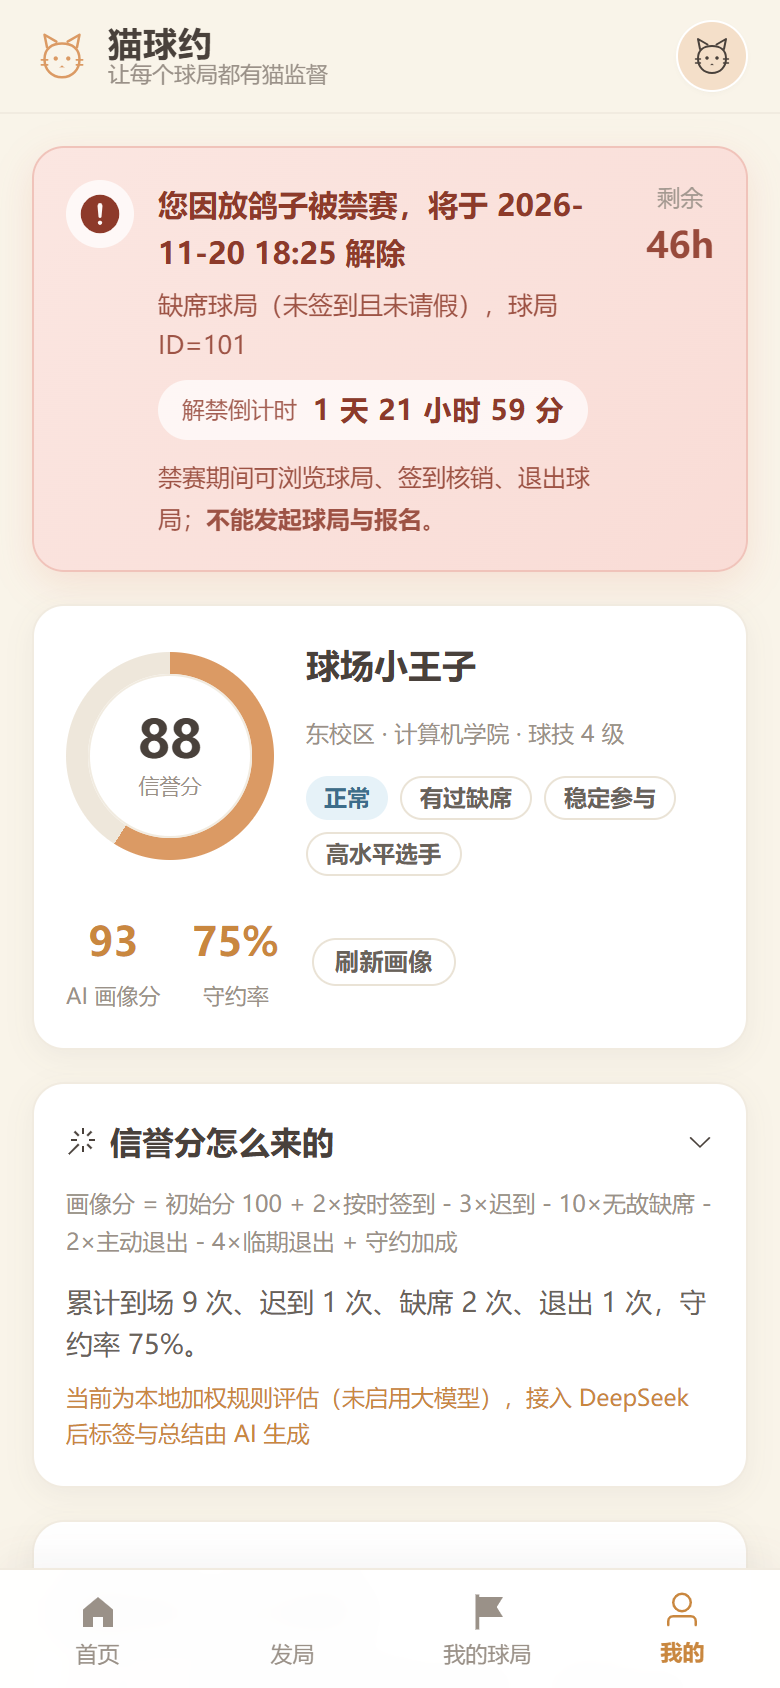 猫球约
让每个球局都有猫监督
您因放鸽子被禁赛，将于 2026-
11-20 18:25 解除
剩余
46h
缺席球局（未签到且未请假），球局
ID=101
解禁倒计时 1 天 21 小时 59 分
禁赛期间可浏览球局、签到核销、退出球
局；不能发起球局与报名。
88
信誉分
球场小王子
东校区 · 计算机学院 · 球技 4 级
正常 有过缺席 稳定参与
高水平选手
93
AI 画像分
75%
守约率
刷新画像
信誉分怎么来的
画像分 = 初始分 100 + 2×按时签到 - 3×迟到 - 10×无故缺席 -
2×主动退出 - 4×临期退出 + 守约加成
累计到场 9 次、迟到 1 次、缺席 2 次、退出 1 次，守
约率 75%。
当前为本地加权规则评估（未启用大模型），接入 DeepSeek
后标签与总结由 AI 生成
首页 发局 我的球局 我的